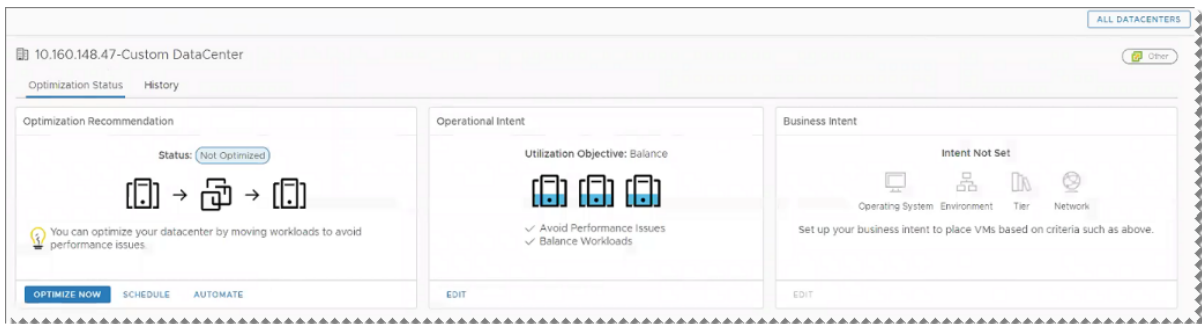 ALL DATACENTERS
10.160.148.47-Custom DataCenter
Other
Optimization Status
History
Optimization Recommendation
Status: Not Optimized
You can optimize your datacenter by moving workloads to avoid
performance issues.
OPTIMIZE NOW
SCHEDULE
AUTOMATE
Operational Intent
Utilization Objective: Balance
Avoid Performance Issues
Balance Workloads
EDIT
Business Intent
Intent Not Set
Operating System
Environment
Tier
Network
Set up your business intent to place VMs based on criteria such as above.
EDIT